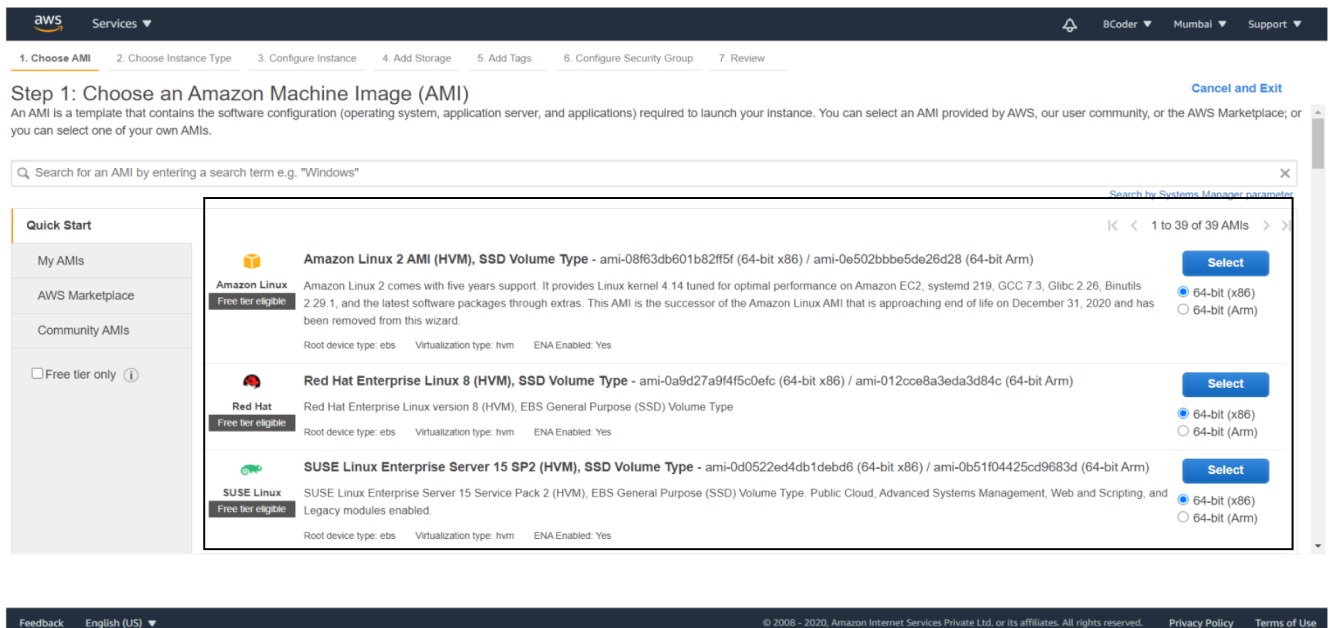 aws Services ▼ BCoder ▼ Mumbai ▼ Support ▼
1. Choose AMI 2. Choose Instance Type 3. Configure Instance 4. Add Storage 5. Add Tags 6. Configure Security Group 7. Review
Step 1: Choose an Amazon Machine Image (AMI)
Cancel and Exit
An AMI is a template that contains the software configuration (operating system, application server, and applications) required to launch your instance. You can select an AMI provided by AWS, our user community, or the AWS Marketplace; or
you can select one of your own AMIs.
Search for an AMI by entering a search term e.g. "Windows"
Search by Systems Manager parameter
Quick Start
My AMIs
AWS Marketplace
Community AMIs
Free tier only
1 to 39 of 39 AMIs
Amazon Linux
Free tier eligible
Amazon Linux 2 AMI (HVM), SSD Volume Type - ami-08f63db601b82ff5f (64-bit x86) / ami-0e502bbbe5de26d28 (64-bit Arm)
Amazon Linux 2 comes with five years support. It provides Linux kernel 4.14 tuned for optimal performance on Amazon EC2, systemd 219, GCC 7.3, Glibc 2.26, Binutils
2.29.1, and the latest software packages through extras. This AMI is the successor of the Amazon Linux AMI that is approaching end of life on December 31, 2020 and has
been removed from this wizard.
Root device type: ebs Virtualization type: hvm ENA Enabled: Yes
Select
64-bit (x86)
64-bit (Arm)
Red Hat
Free tier eligible
Red Hat Enterprise Linux 8 (HVM), SSD Volume Type - ami-0a9d27a9f4f5c0efc (64-bit x86) / ami-012cce8a3eda3d84c (64-bit Arm)
Red Hat Enterprise Linux version 8 (HVM), EBS General Purpose (SSD) Volume Type
Root device type: ebs Virtualization type: hvm ENA Enabled: Yes
Select
64-bit (x86)
64-bit (Arm)
SUSE Linux
Free tier eligible
SUSE Linux Enterprise Server 15 SP2 (HVM), SSD Volume Type - ami-0d0522ed4db1debd6 (64-bit x86) / ami-0b51f04425cd9683d (64-bit Arm)
SUSE Linux Enterprise Server 15 Service Pack 2 (HVM), EBS General Purpose (SSD) Volume Type. Public Cloud, Advanced Systems Management, Web and Scripting, and
Legacy modules enabled.
Root device type: ebs Virtualization type: hvm ENA Enabled: Yes
Select
64-bit (x86)
64-bit (Arm)
Feedback English (US) ▼ © 2008 - 2020, Amazon Internet Services Private Ltd. or its affiliates. All rights reserved. Privacy Policy Terms of Use